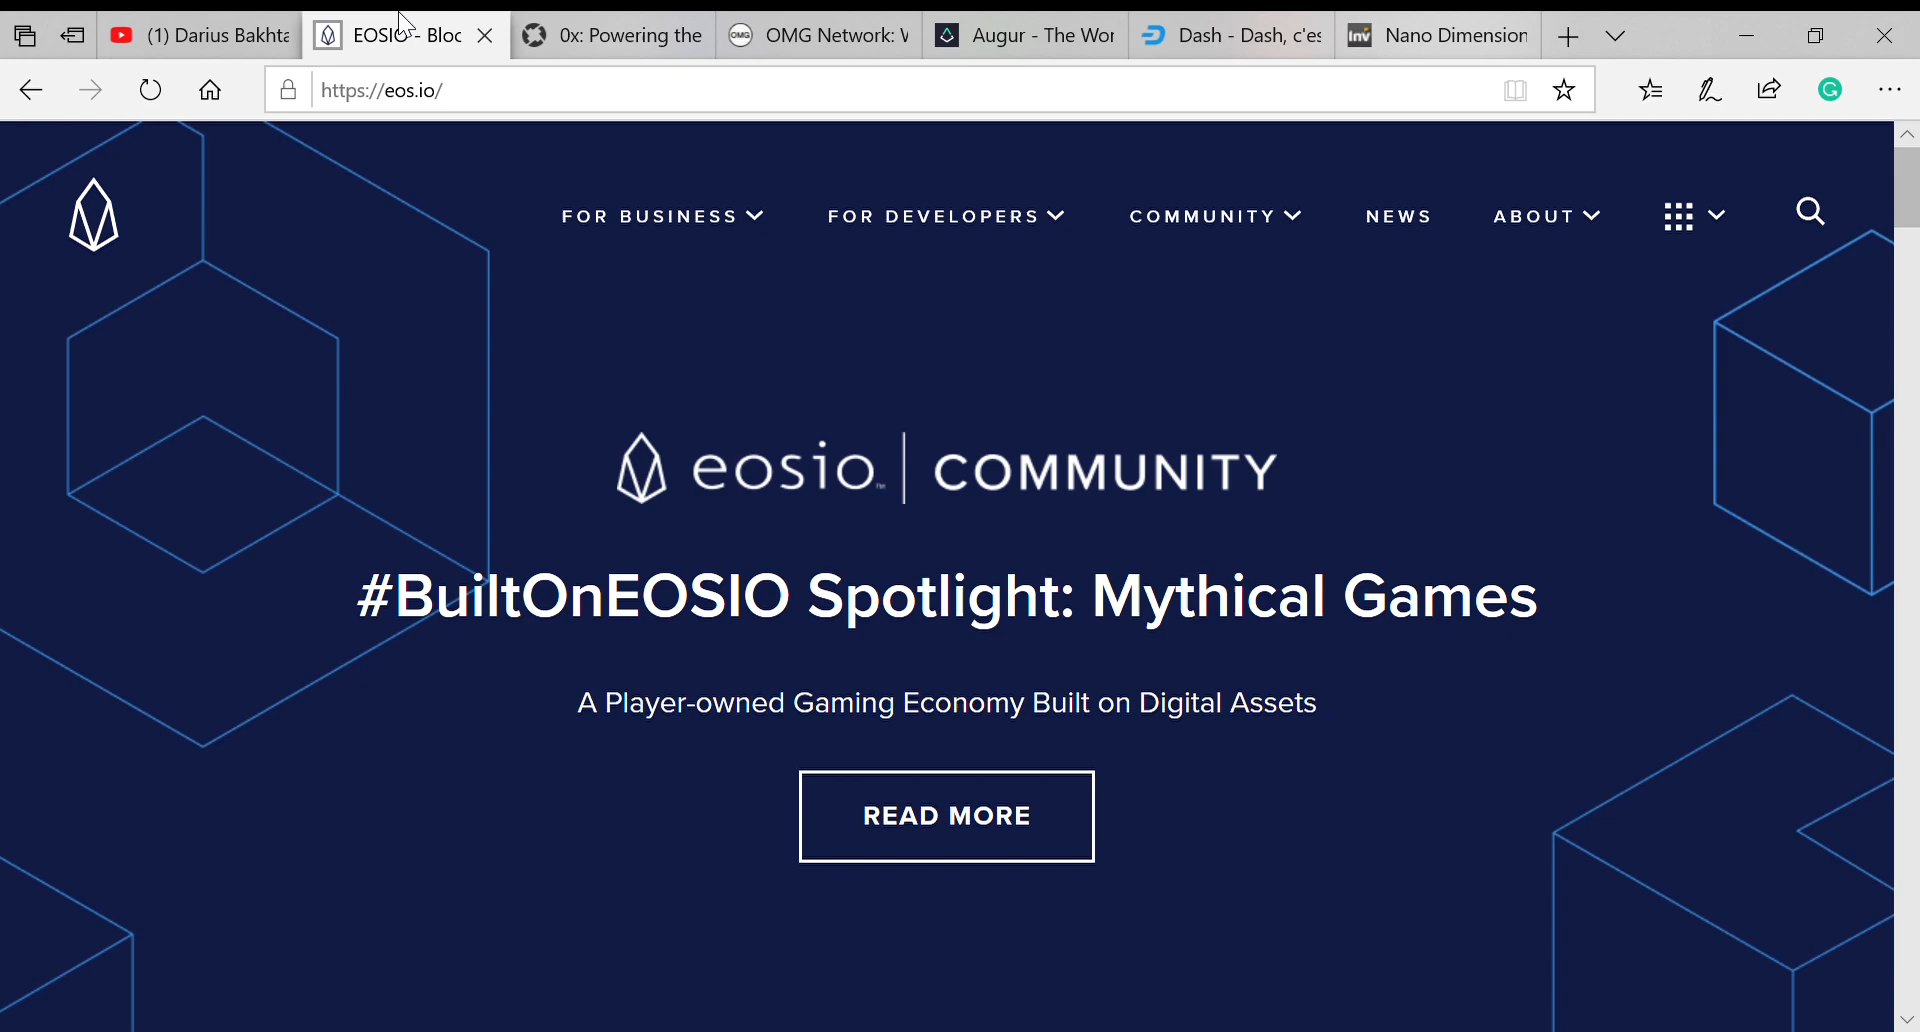 (1) Darius Bakhta
EOSIO - Bloc
0x: Powering the
OMG Network: V
Augur - The Wor
Dash - Dash, c'es
Inv
Nano Dimension
https://eos.io/
G
FOR BUSINESS
FOR DEVELOPERS
COMMUNITY
NEWS
ABOUT
eosio™ | COMMUNITY
#BuiltOnEOSIO Spotlight: Mythical Games
A Player-owned Gaming Economy Built on Digital Assets
READ MORE